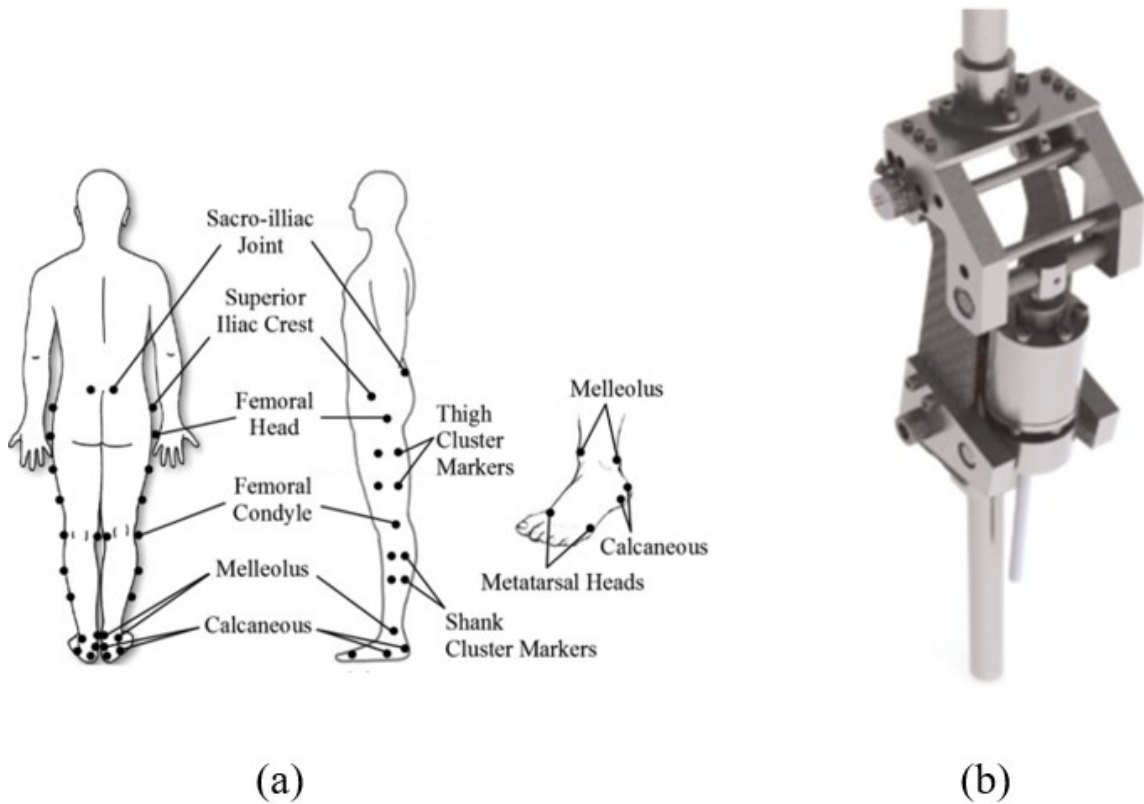 Sacro-illiac
Joint
Superior
Iliac Crest
Femoral
Head
Thigh
Cluster
Markers
Femoral
Condyle
Melleolus
Calcaneous
Shank
Cluster Markers
Melleolus
Calcaneous
Metatarsal Heads
(a)
(b)